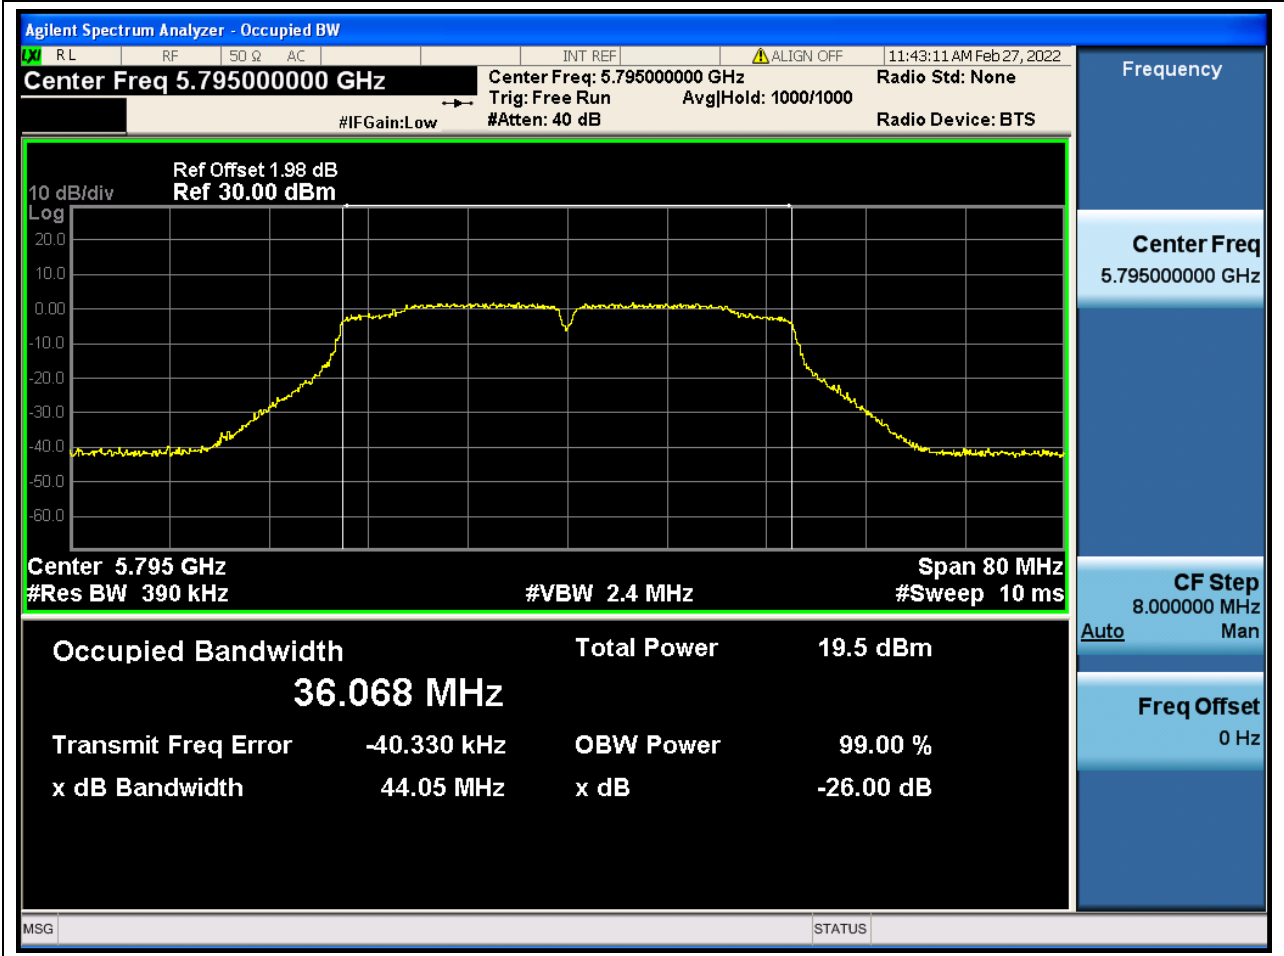 Agilent Spectrum Analyzer - Occupied BW
LXI RL RF 50 Ω AC INT REF ALIGN OFF 11:43:11 AM Feb 27, 2022
Center Freq 5.795000000 GHz
Center Freq: 5.795000000 GHz
Radio Std: None
Trig: Free Run Avg|Hold: 1000/1000
#IFGain:Low
#Atten: 40 dB
Radio Device: BTS
Ref Offset 1.98 dB
10 dB/div Ref 30.00 dBm
Log
20.0
10.0
0.00
-10.0
-20.0
-30.0
-40.0
-50.0
-60.0
Center 5.795 GHz Span 80 MHz
#Res BW 390 kHz #VBW 2.4 MHz #Sweep 10 ms
Occupied Bandwidth Total Power 19.5 dBm
36.068 MHz
Transmit Freq Error -40.330 kHz OBW Power 99.00 %
x dB Bandwidth 44.05 MHz x dB -26.00 dB
Frequency
Center Freq
5.795000000 GHz
CF Step
8.000000 MHz
Auto Man
Freq Offset
0 Hz
MSG STATUS